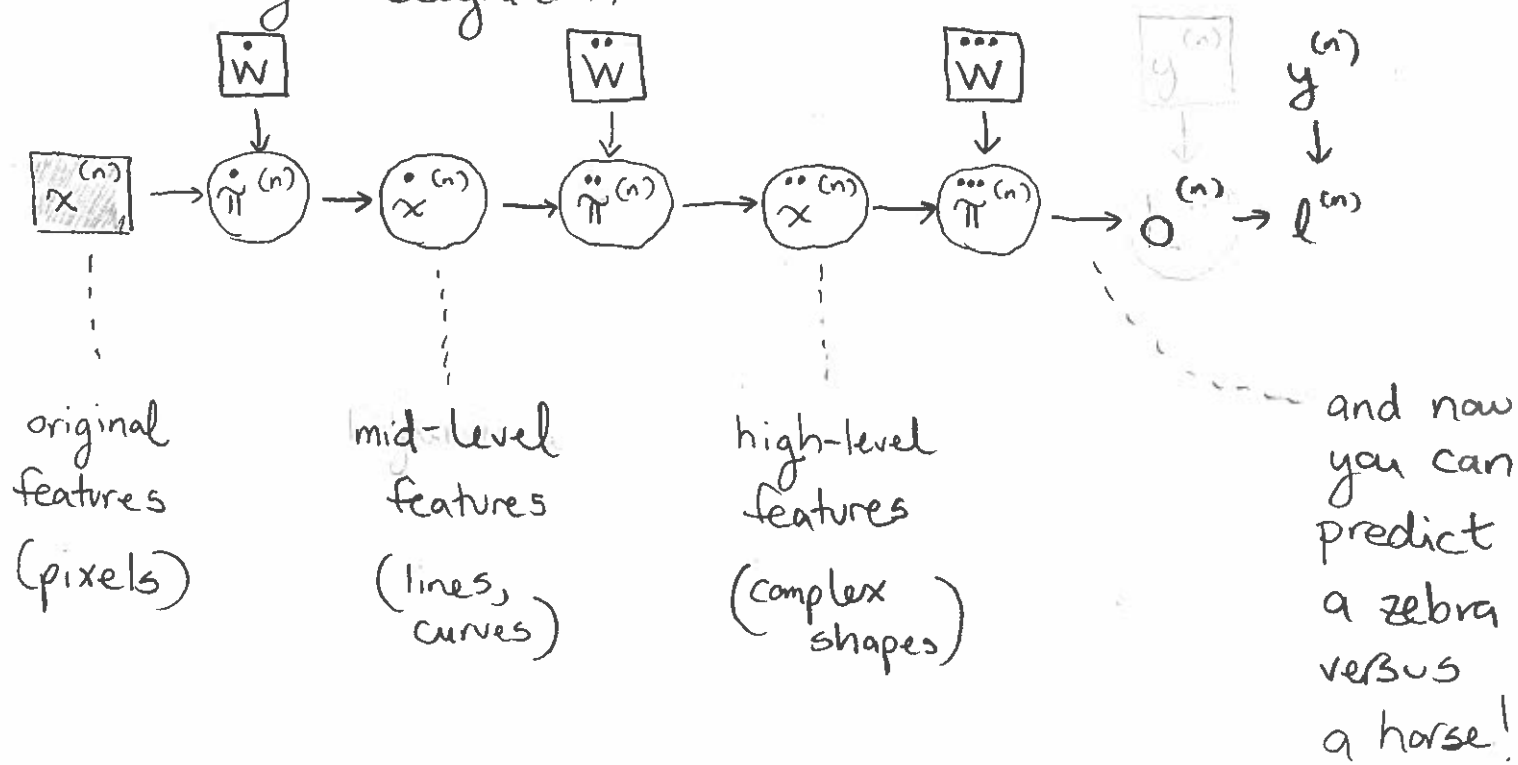 Ẇ Ẅ W⃛ y⁽ⁿ⁾ y⁽ⁿ⁾
x⁽ⁿ⁾ π̇⁽ⁿ⁾ ẋ⁽ⁿ⁾ π̈⁽ⁿ⁾ ẍ⁽ⁿ⁾ π⃛⁽ⁿ⁾ o⁽ⁿ⁾ l⁽ⁿ⁾
original
features
(pixels)
mid-level
features
(lines,
curves)
high-level
features
(complex
shapes)
and now
you can
predict
a zebra
versus
a horse!